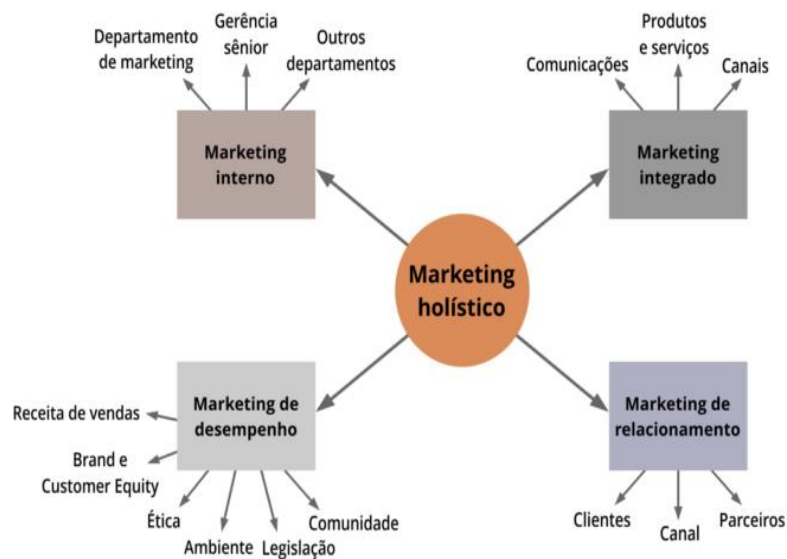 Departamento
de marketing
Gerência
sênior
Outros
departamentos
Marketing
interno
Comunicações
Produtos
e serviços
Canais
Marketing
integrado
Marketing
holístico
Marketing de
desempenho
Receita de vendas
Brand e
Customer Equity
Ética
Ambiente
Legislação
Comunidade
Marketing de
relacionamento
Clientes
Canal
Parceiros